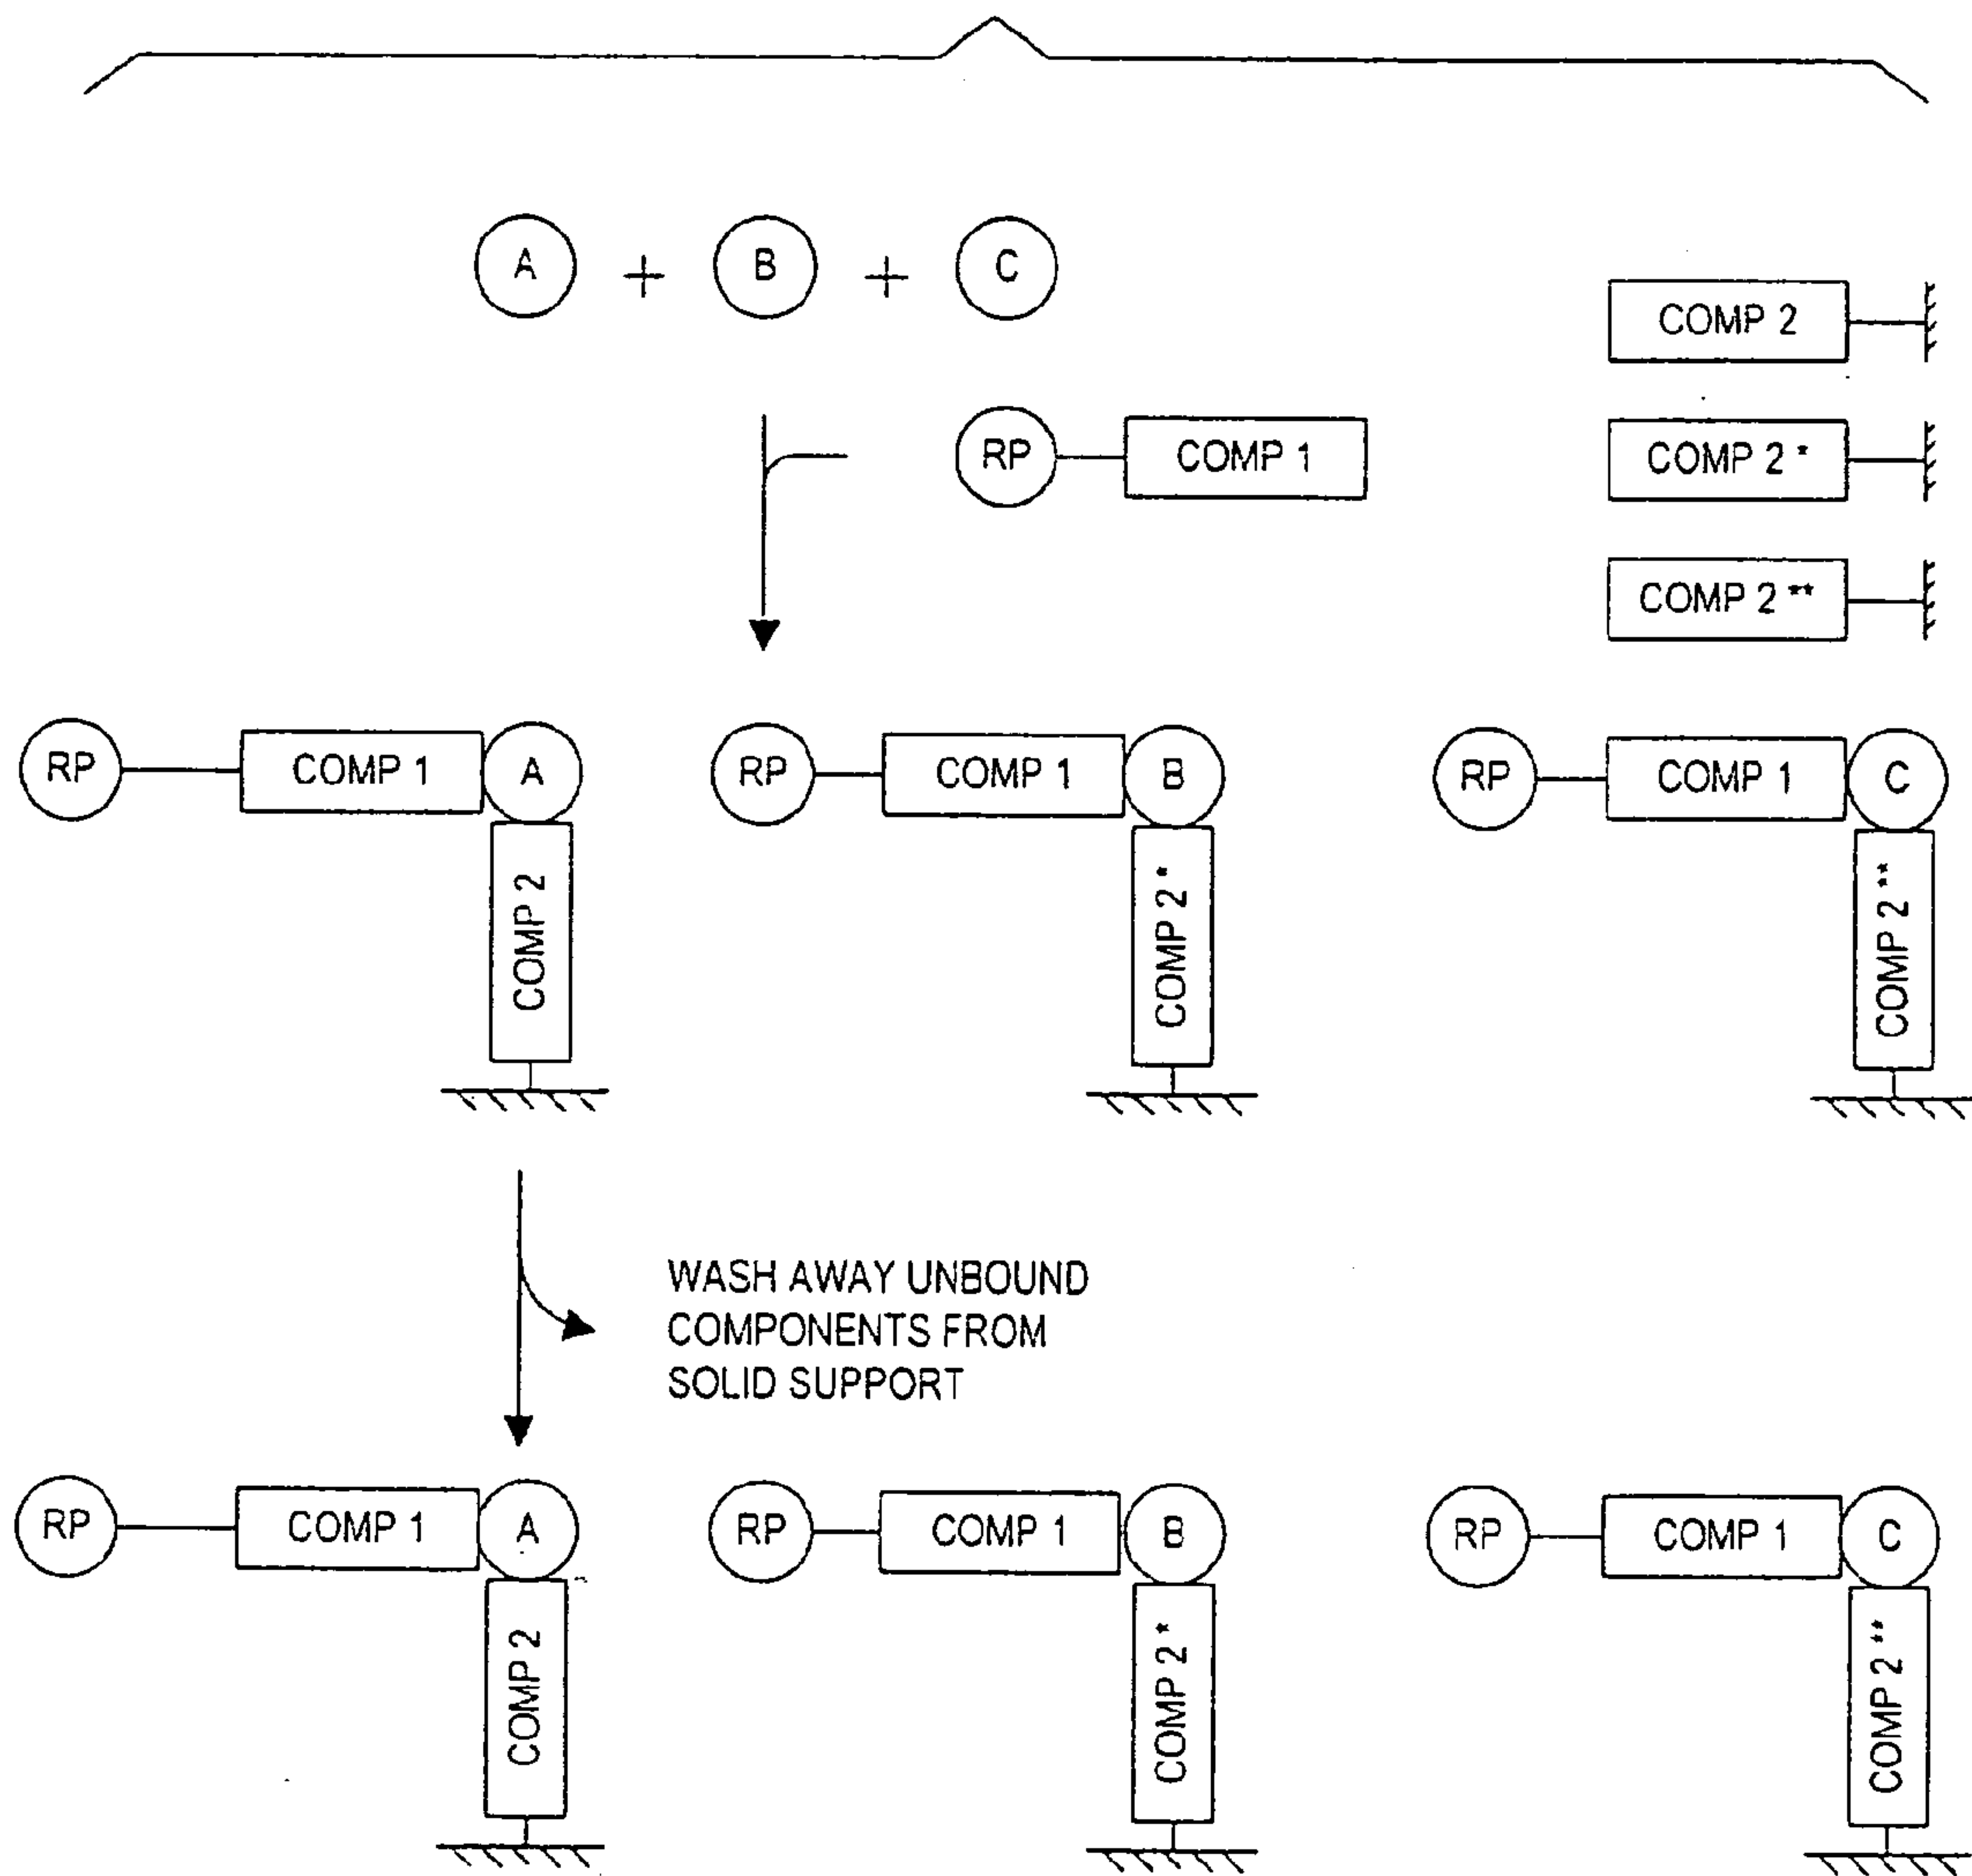 A + B + C
COMP 2
RP COMP 1
COMP 2 *
COMP 2 **
RP COMP 1 A
RP COMP 1 B
RP COMP 1 C
COMP 2
COMP 2 *
COMP 2 **
WASH AWAY UNBOUND
COMPONENTS FROM
SOLID SUPPORT
RP COMP 1 A
RP COMP 1 B
RP COMP 1 C
COMP 2
COMP 2 *
COMP 2 **